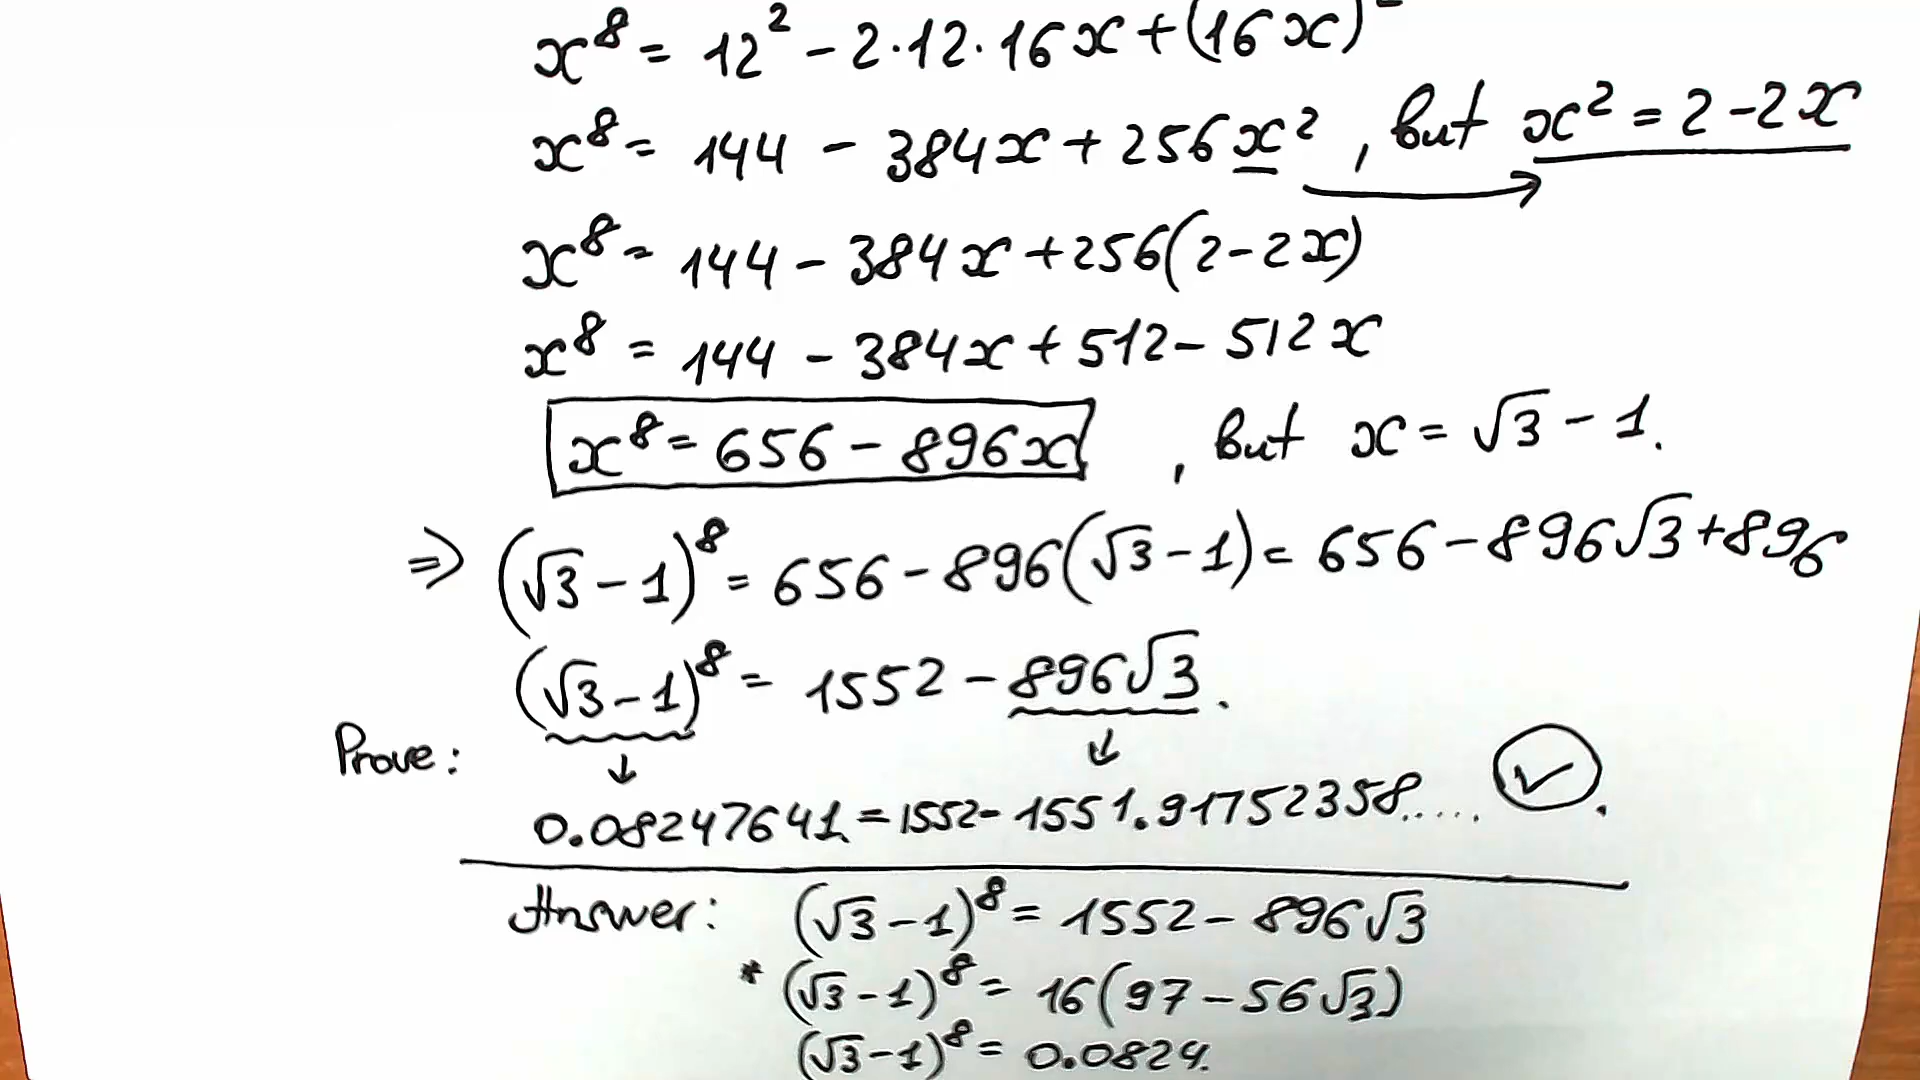 x⁸ = 12² - 2·12·16x + (16x)²
x⁸ = 144 - 384x + 256x² , but x² = 2 - 2x
x⁸ = 144 - 384x + 256(2 - 2x)
x⁸ = 144 - 384x + 512 - 512x
x⁸ = 656 - 896x , but x = √3 - 1.
⇒ (√3 - 1)⁸ = 656 - 896(√3 - 1) = 656 - 896√3 + 896
(√3 - 1)⁸ = 1552 - 896√3.
Prove: ↓ ↓
0.08247641. = 1552 - 1551.91752358..... ✓.
Answer: (√3 - 1)⁸ = 1552 - 896√3
* (√3 - 1)⁸ = 16(97 - 56√3)
(√3 - 1)⁸ = 0.0824.